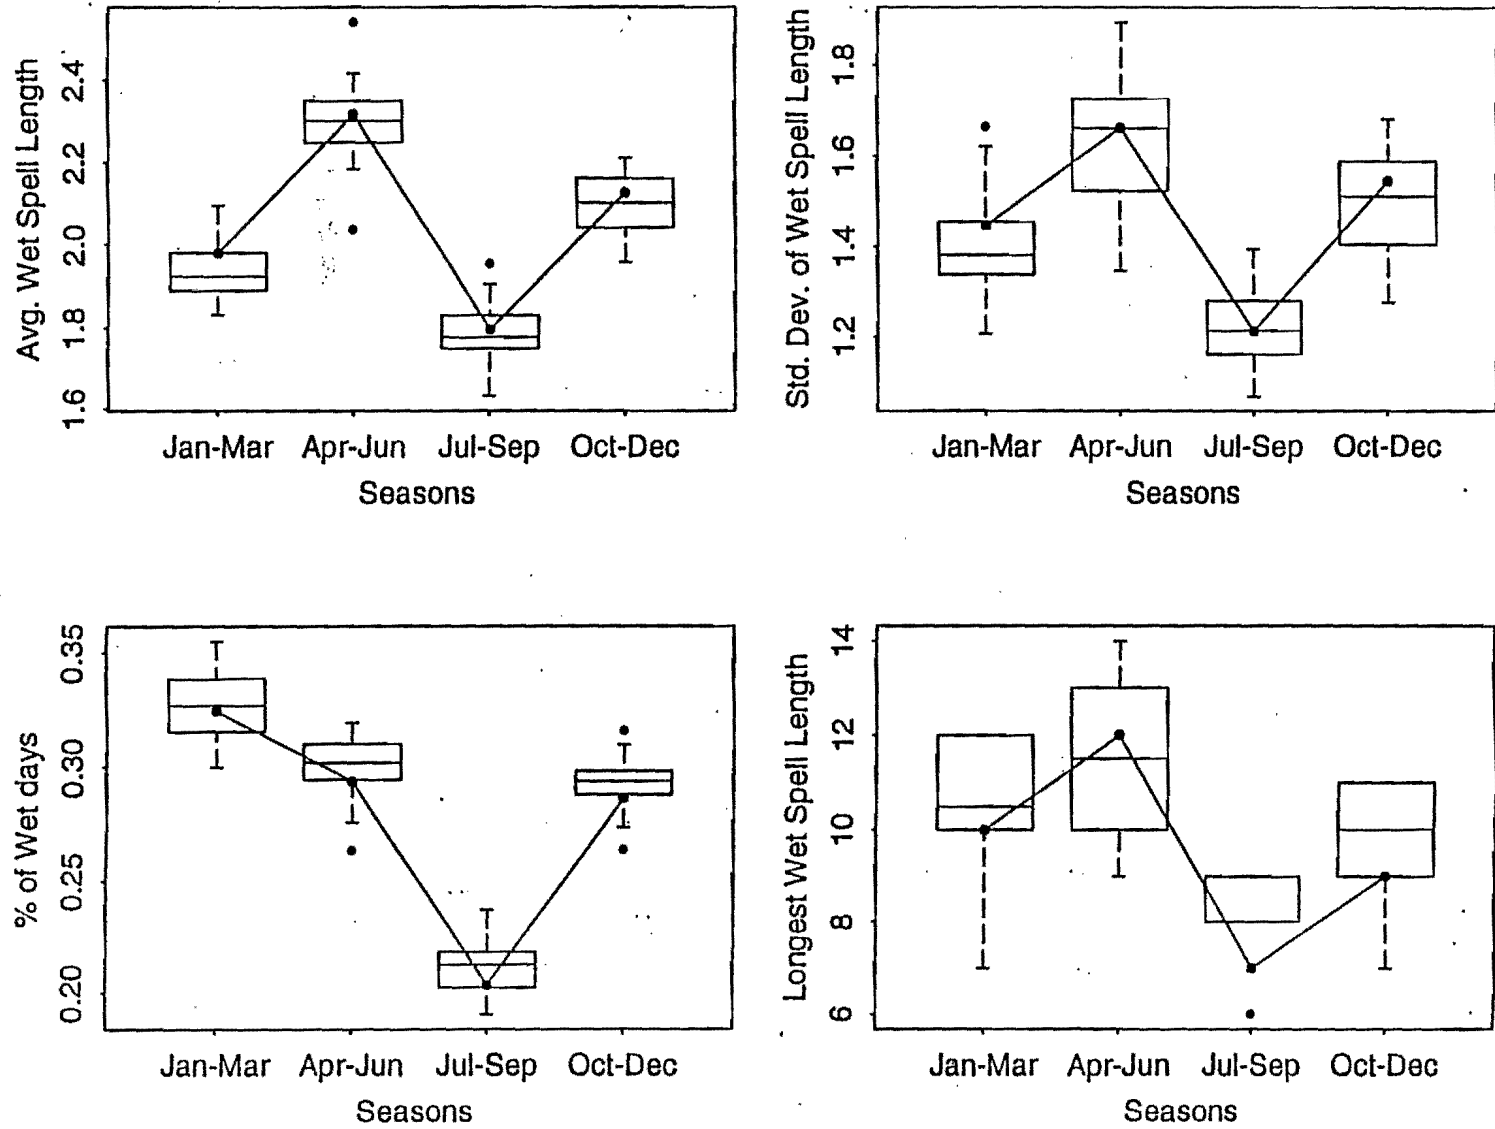 Avg. Wet Spell Length
2.4
2.2
2.0
1.8
1.6
Jan-Mar Apr-Jun Jul-Sep Oct-Dec
Seasons
Std. Dev. of Wet Spell Length
1.8
1.6
1.4
1.2
Jan-Mar Apr-Jun Jul-Sep Oct-Dec
Seasons
% of Wet days
0.35
0.30
0.25
0.20
Jan-Mar Apr-Jun Jul-Sep Oct-Dec
Seasons
Longest Wet Spell Length
14
12
10
8
6
Jan-Mar Apr-Jun Jul-Sep Oct-Dec
Seasons